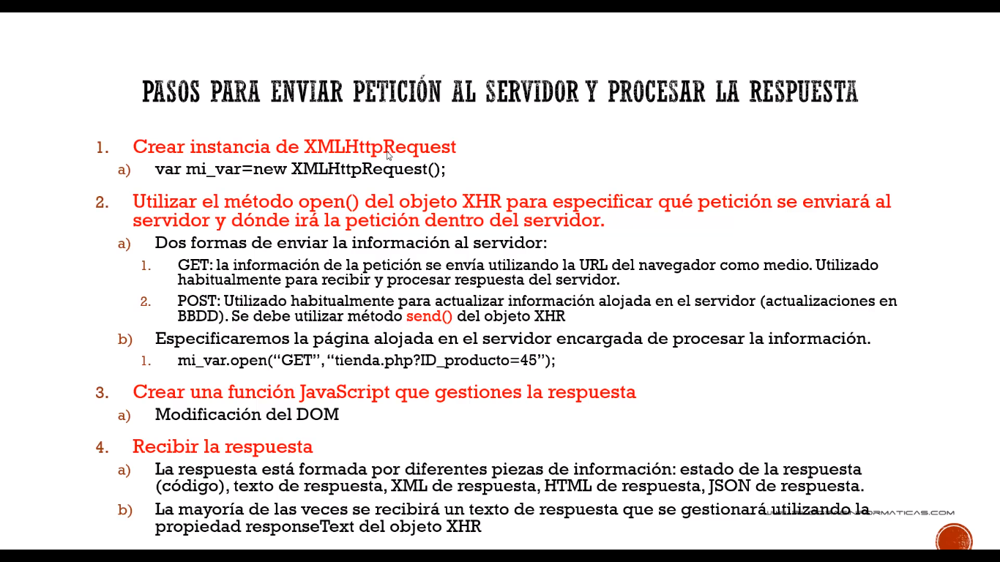 PASOS PARA ENVIAR PETICIÓN AL SERVIDOR Y PROCESAR LA RESPUESTA
1. Crear instancia de XMLHttpRequest
a) var mi_var=new XMLHttpRequest();
2. Utilizar el método open() del objeto XHR para especificar qué petición se enviará al
servidor y dónde irá la petición dentro del servidor.
a) Dos formas de enviar la información al servidor:
1. GET: la información de la petición se envía utilizando la URL del navegador como medio. Utilizado
habitualmente para recibir y procesar respuesta del servidor.
2. POST: Utilizado habitualmente para actualizar información alojada en el servidor (actualizaciones en
BBDD). Se debe utilizar método send() del objeto XHR
b) Especificaremos la página alojada en el servidor encargada de procesar la información.
1. mi_var.open(“GET”, “tienda.php?ID_producto=45”);
3. Crear una función JavaScript que gestiones la respuesta
a) Modificación del DOM
4. Recibir la respuesta
a) La respuesta está formada por diferentes piezas de información: estado de la respuesta
(código), texto de respuesta, XML de respuesta, HTML de respuesta, JSON de respuesta.
b) La mayoría de las veces se recibirá un texto de respuesta que se gestionará utilizando la
propiedad responseText del objeto XHR